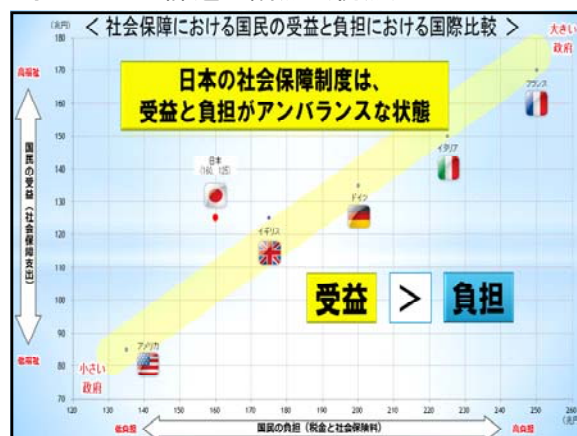 ＜社会保障における国民の受益と負担における国際比較＞
(兆円)
180
170
160
150
140
130
120
110
100
90
80
70
高福祉
国民の受益（社会保障支出）
低福祉
日本の社会保障制度は、
受益と負担がアンバランスな状態
大きい
政府
フランス
イタリア
ドイツ
日本
(160, 125)
イギリス
アメリカ
小さい
政府
受益 ＞ 負担
120 130 140 150 160 170 180 190 200 210 220 230 240 250 260
(兆円)
低負担
国民の負担（税金と社会保険料）
高負担